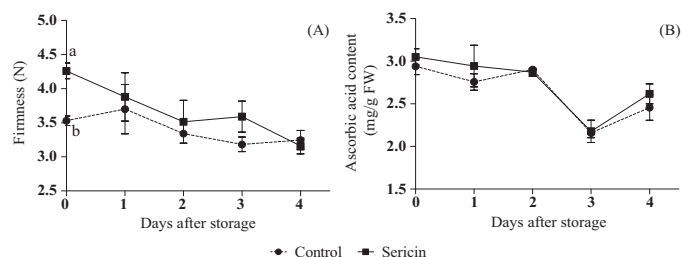 (A)
Firmness (N)
5.0
4.5
4.0
3.5
3.0
2.5
a
b
0 1 2 3 4
Days after storage
(B)
Ascorbic acid content
(mg/g FW)
3.5
3.0
2.5
2.0
1.5
1.0
0 1 2 3 4
Days after storage
Control Sericin